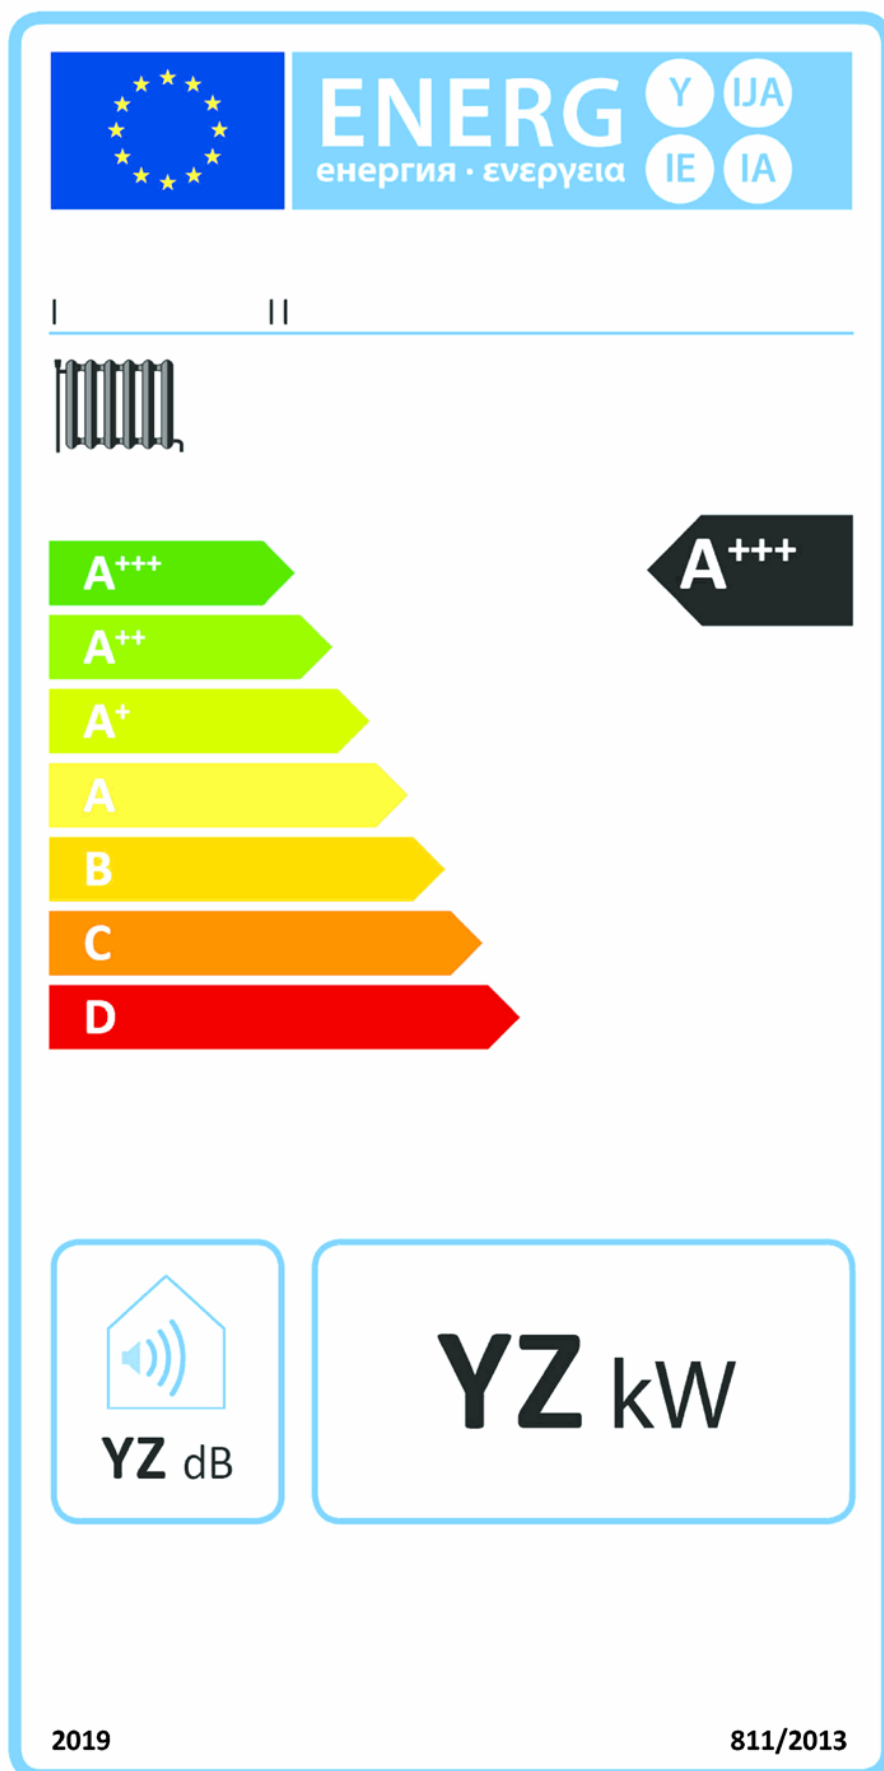 ENERG Y IJA
енергия · ενεργεια IE IA
I II
A+++
A+++
A++
A+
A
B
C
D
YZ kW
YZ dB
2019 811/2013